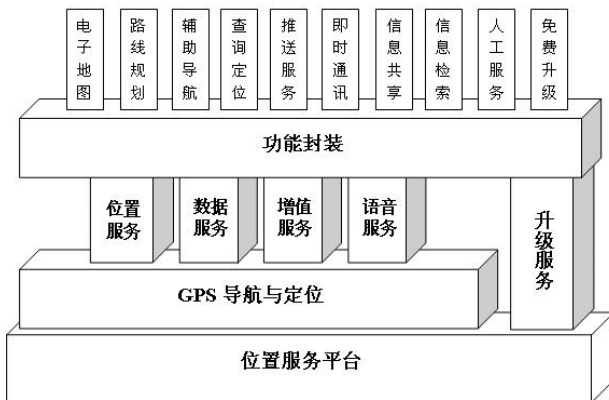 电子地图
路线规划
辅助导航
查询定位
推送服务
即时通讯
信息共享
信息检索
人工服务
免费升级
功能封装
位置
服务
数据
服务
增值
服务
语音
服务
升级服务
GPS 导航与定位
位置服务平台